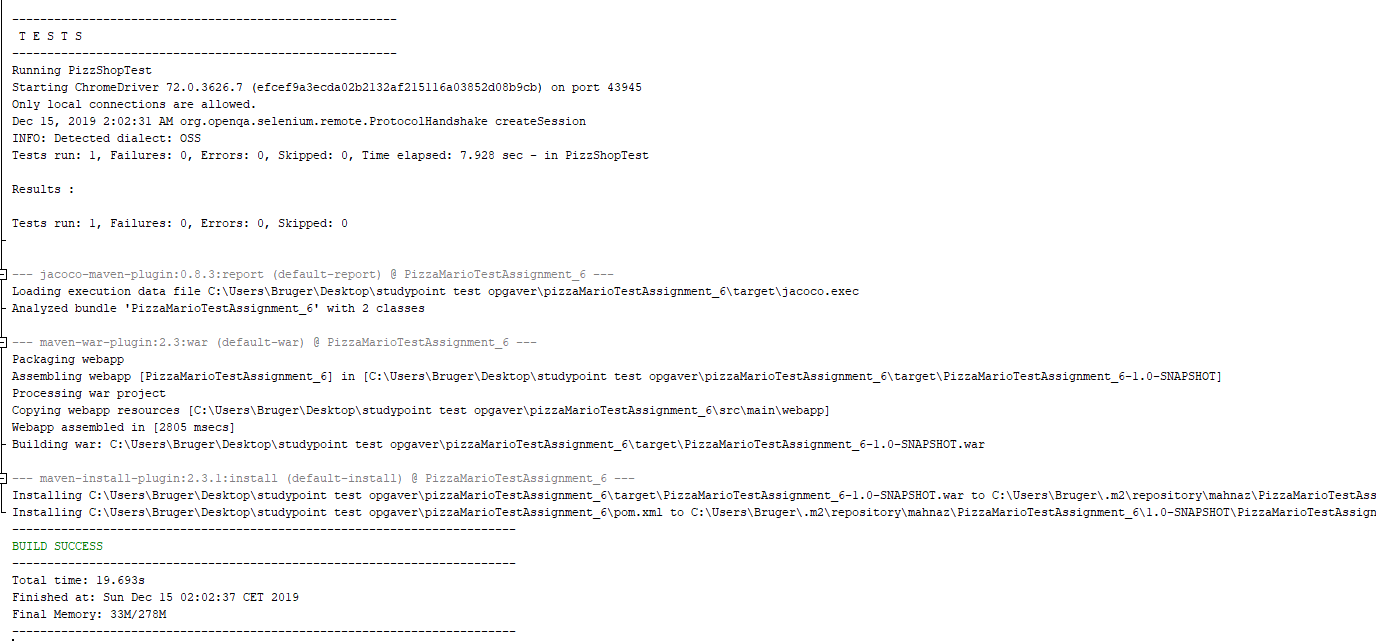 -------------------------------------------------------
T E S T S
-------------------------------------------------------
Running PizzShopTest
Starting ChromeDriver 72.0.3626.7 (efcef9a3ecda02b2132af215116a03852d08b9cb) on port 43945
Only local connections are allowed.
Dec 15, 2019 2:02:31 AM org.openqa.selenium.remote.ProtocolHandshake createSession
INFO: Detected dialect: OSS
Tests run: 1, Failures: 0, Errors: 0, Skipped: 0, Time elapsed: 7.928 sec - in PizzShopTest
Results :
Tests run: 1, Failures: 0, Errors: 0, Skipped: 0
--- jacoco-maven-plugin:0.8.3:report (default-report) @ PizzaMarioTestAssignment_6 ---
Loading execution data file C:\Users\Bruger\Desktop\studypoint test opgaver\pizzaMarioTestAssignment_6\target\jacoco.exec
Analyzed bundle 'PizzaMarioTestAssignment_6' with 2 classes
--- maven-war-plugin:2.3:war (default-war) @ PizzaMarioTestAssignment_6 ---
Packaging webapp
Assembling webapp [PizzaMarioTestAssignment_6] in [C:\Users\Bruger\Desktop\studypoint test opgaver\pizzaMarioTestAssignment_6\target\PizzaMarioTestAssignment_6-1.0-SNAPSHOT]
Processing war project
Copying webapp resources [C:\Users\Bruger\Desktop\studypoint test opgaver\pizzaMarioTestAssignment_6\src\main\webapp]
Webapp assembled in [2805 msecs]
Building war: C:\Users\Bruger\Desktop\studypoint test opgaver\pizzaMarioTestAssignment_6\target\PizzaMarioTestAssignment_6-1.0-SNAPSHOT.war
--- maven-install-plugin:2.3.1:install (default-install) @ PizzaMarioTestAssignment_6 ---
Installing C:\Users\Bruger\Desktop\studypoint test opgaver\pizzaMarioTestAssignment_6\target\PizzaMarioTestAssignment_6-1.0-SNAPSHOT.war to C:\Users\Bruger\.m2\repository\mahnaz\PizzaMarioTestAss
Installing C:\Users\Bruger\Desktop\studypoint test opgaver\pizzaMarioTestAssignment_6\pom.xml to C:\Users\Bruger\.m2\repository\mahnaz\PizzaMarioTestAssignment_6\1.0-SNAPSHOT\PizzaMarioTestAssign
------------------------------------------------------------------------
BUILD SUCCESS
------------------------------------------------------------------------
Total time: 19.693s
Finished at: Sun Dec 15 02:02:37 CET 2019
Final Memory: 33M/278M
------------------------------------------------------------------------